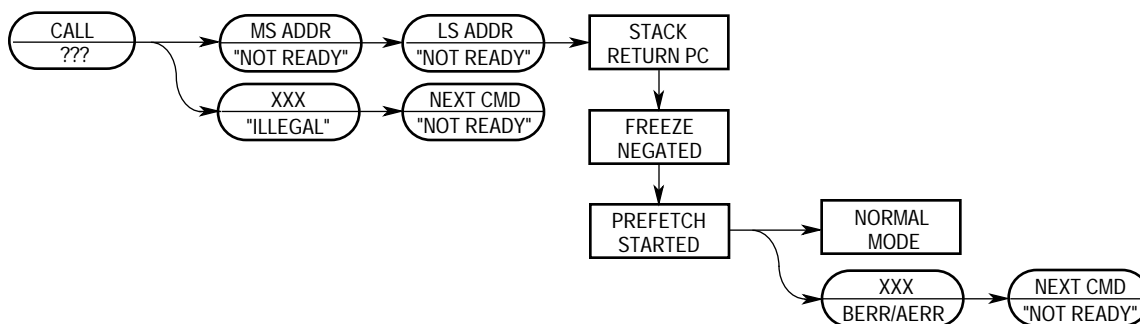 CALL
???
MS ADDR
"NOT READY"
LS ADDR
"NOT READY"
STACK
RETURN PC
XXX
"ILLEGAL"
NEXT CMD
"NOT READY"
FREEZE
NEGATED
PREFETCH
STARTED
NORMAL
MODE
XXX
BERR/AERR
NEXT CMD
"NOT READY"